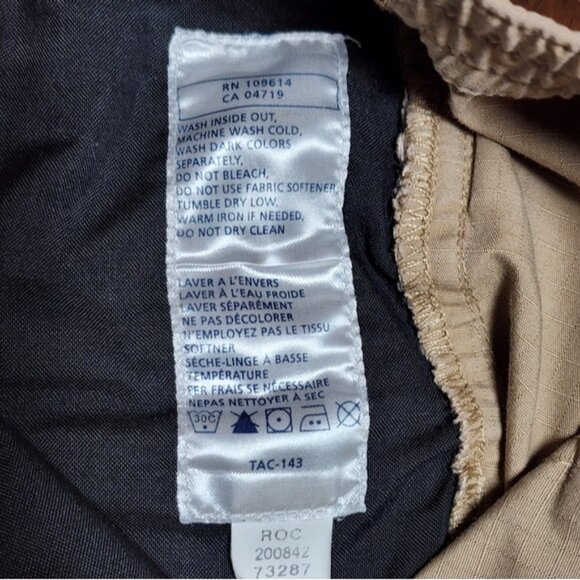 RN 109614
CA 04719
WASH INSIDE OUT,
MACHINE WASH COLD,
WASH DARK COLORS
SEPARATELY,
DO NOT BLEACH,
DO NOT USE FABRIC SOFTENER,
TUMBLE DRY LOW,
WARM IRON IF NEEDED,
DO NOT DRY CLEAN
LAVER A L'ENVERS
LAVER À L'EAU FROIDE
LAVER SÉPARÉMENT
NE PAS DÉCOLORER
N'EMPLOYEZ PAS LE TISSU
SOFTNER
SÈCHE-LINGE A BASSE
TEMPÉRATURE
FER FRAIS SE NÉCESSAIRE
NEPAS NETTOYER À SEC
30C
TAC-143
ROC
200842
73287